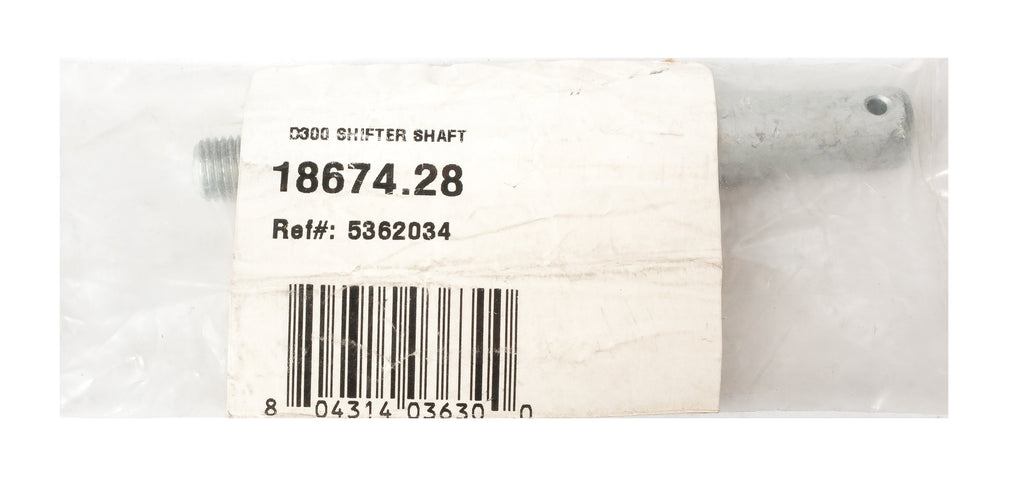 D300 SHIFTER SHAFT
18674.28
Ref#: 5362034
8 04314 03630 0